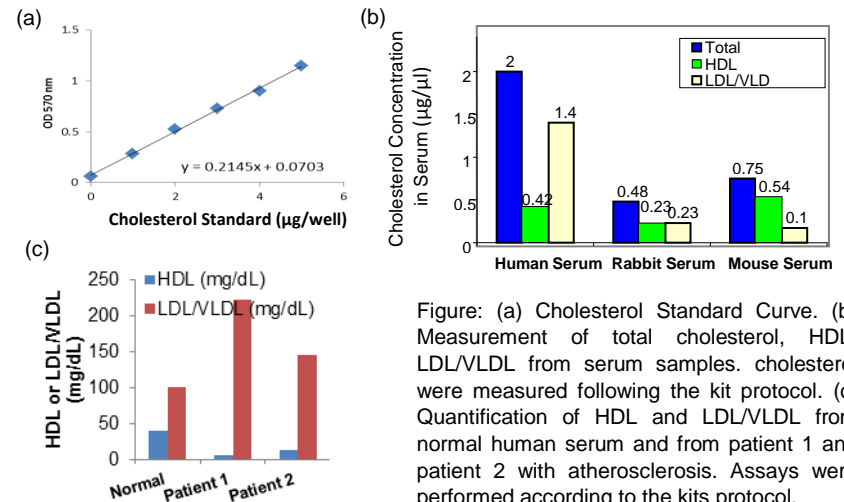 (a)
1.5
1
0.5
0
OD 570 nm
y = 0.2145x + 0.0703
0 2 4 6
Cholesterol Standard (µg/well)
(b)
Cholesterol Concentration
in Serum (µg/µl)
2
1.5
1
0.5
0
Total
HDL
LDL/VLD
2
0.42
1.4
0.48
0.23
0.23
0.75
0.54
0.1
Human Serum Rabbit Serum Mouse Serum
(c)
HDL or LDL/VLDL
(mg/dL)
250
200
150
100
50
0
HDL (mg/dL)
LDL/VLDL (mg/dL)
Normal Patient 1 Patient 2
Figure: (a) Cholesterol Standard Curve. (b
Measurement of total cholesterol, HDL
LDL/VLDL from serum samples. cholestero
were measured following the kit protocol. (c
Quantification of HDL and LDL/VLDL from
normal human serum and from patient 1 an
patient 2 with atherosclerosis. Assays wer
performed according to the kits protocol.